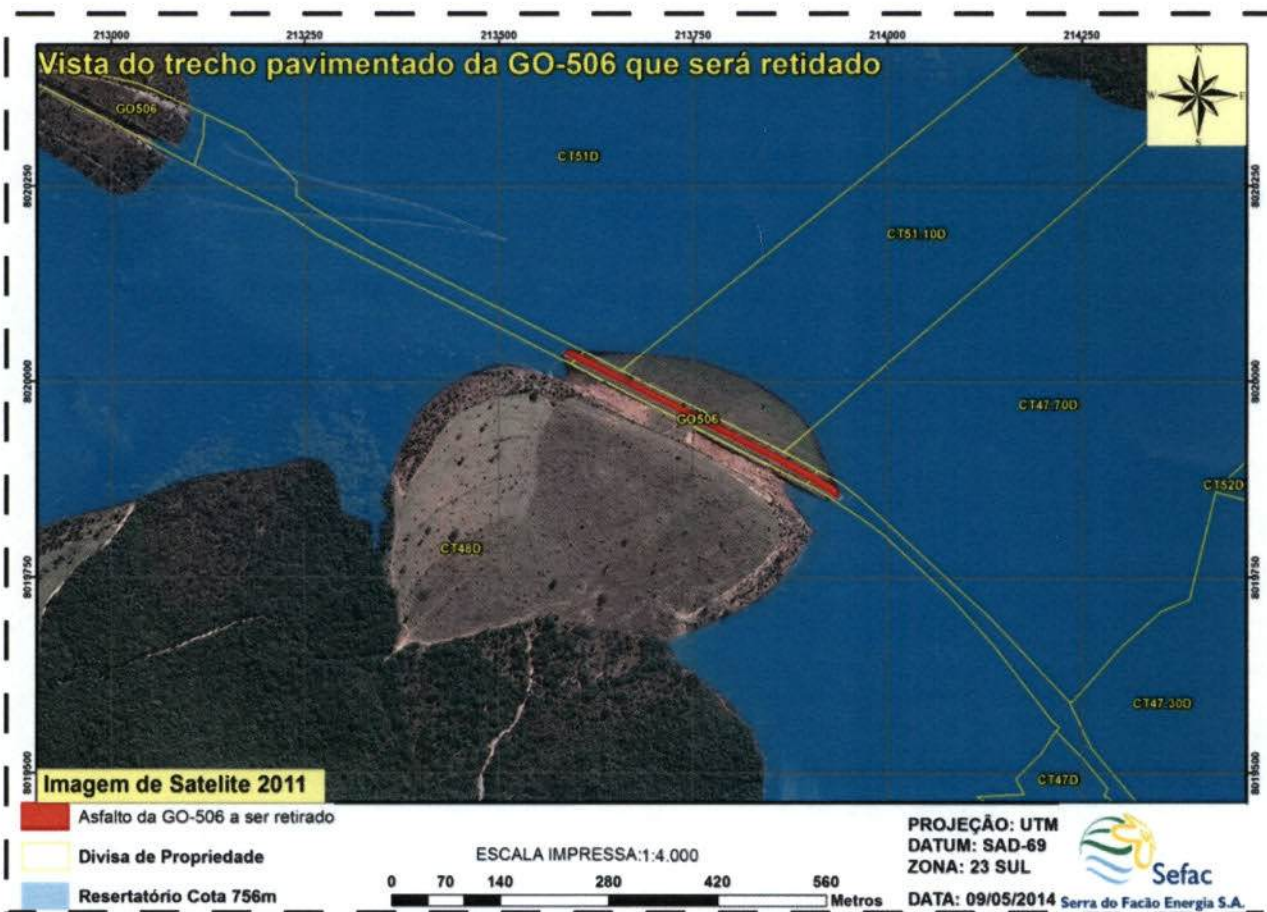 213000 213250 213500 213750 214000 214250
Vista do trecho pavimentado da GO-506 que será retidado
N
W E
S
GO506
CT51D
8020250 8020250
CT51.10D
8020000 8020000
CT47.70D
GO506
CT52D
CT48D
8019750 8019750
CT47.30D
CT47D
8019500 8019500
Imagem de Satelite 2011
Asfalto da GO-506 a ser retirado
Divisa de Propriedade
Resertatório Cota 756m
ESCALA IMPRESSA:1:4.000
0 70 140 280 420 560
Metros
PROJEÇÃO: UTM
DATUM: SAD-69
ZONA: 23 SUL
DATA: 09/05/2014
Sefac
Serra do Facão Energia S.A.